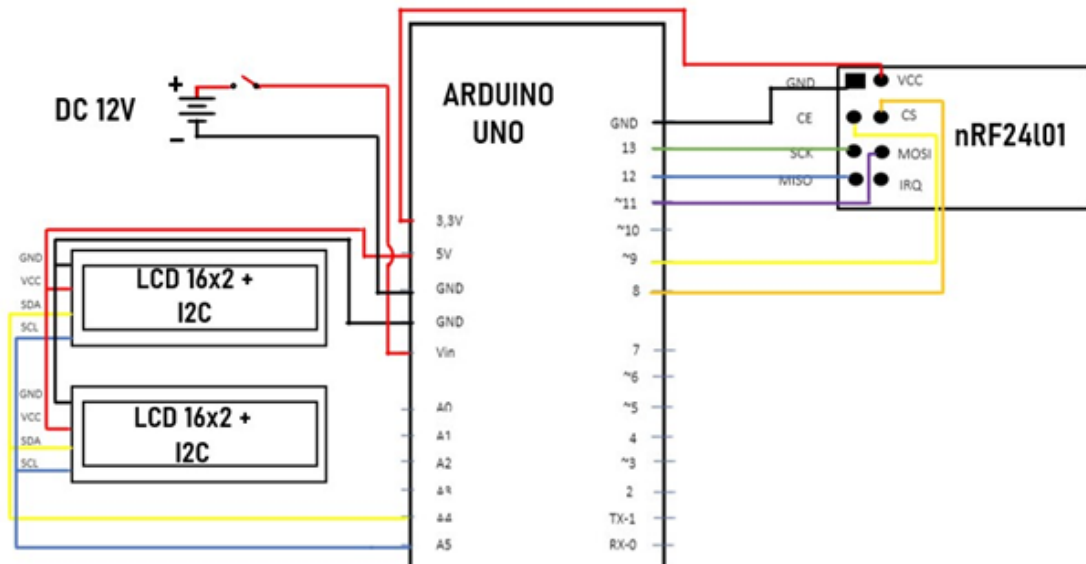 +
DC 12V
-
ARDUINO
UNO
3,3V
5V
GND
GND
Vin
A0
A1
A2
A3
A4
A5
GND
13
12
~11
~10
~9
8
7
~6
~5
4
~3
2
TX-1
RX-0
GND
VCC
CE
CS
SCK
MOSI
MISO
IRQ
nRF24l01
GND
VCC
SDA
SCL
LCD 16x2 +
I2C
GND
VCC
SDA
SCL
LCD 16x2 +
I2C